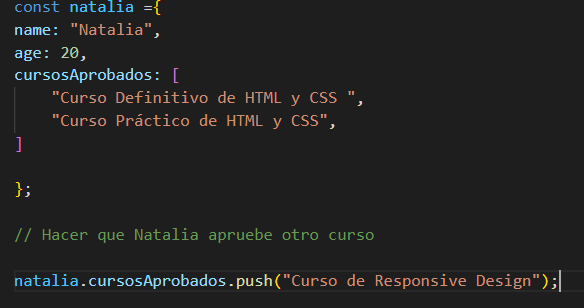 const natalia ={
name: "Natalia",
age: 20,
cursosAprobados: [
    "Curso Definitivo de HTML y CSS ",
    "Curso Práctico de HTML y CSS",
]
};
// Hacer que Natalia apruebe otro curso
natalia.cursosAprobados.push("Curso de Responsive Design");